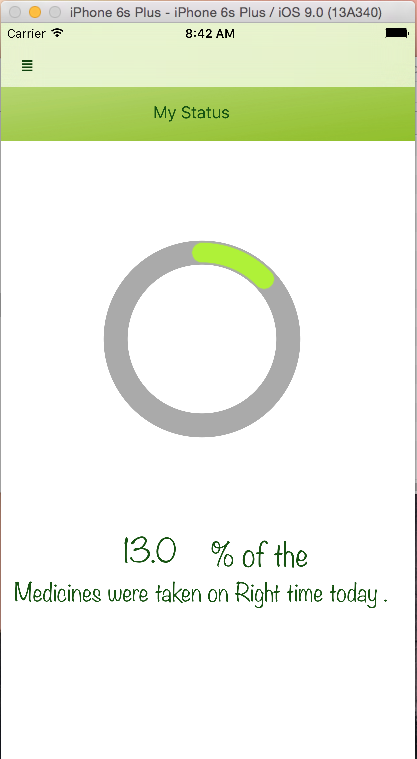 iPhone 6s Plus - iPhone 6s Plus / iOS 9.0 (13A340)
Carrier 8:42 AM
My Status
13.0 % of the
Medicines were taken on Right time today .